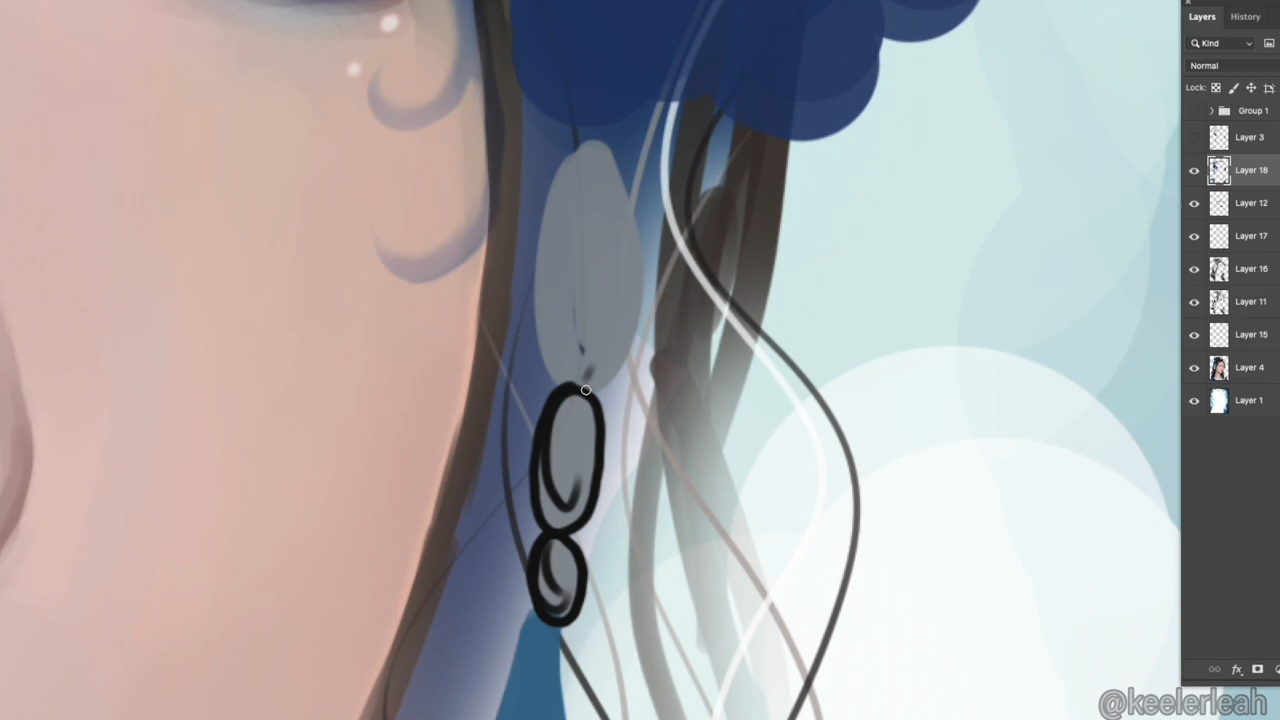 Layers History
Kind
Normal
Lock:
Group 1
Layer 3
Layer 18
Layer 12
Layer 17
Layer 16
Layer 11
Layer 15
Layer 4
Layer 1
fx
@keelerleah